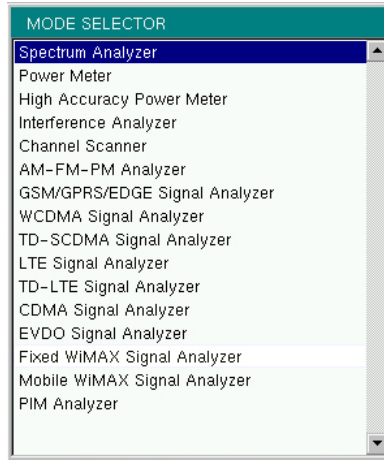 MODE SELECTOR
Spectrum Analyzer
Power Meter
High Accuracy Power Meter
Interference Analyzer
Channel Scanner
AM-FM-PM Analyzer
GSM/GPRS/EDGE Signal Analyzer
WCDMA Signal Analyzer
TD-SCDMA Signal Analyzer
LTE Signal Analyzer
TD-LTE Signal Analyzer
CDMA Signal Analyzer
EVDO Signal Analyzer
Fixed WiMAX Signal Analyzer
Mobile WiMAX Signal Analyzer
PIM Analyzer